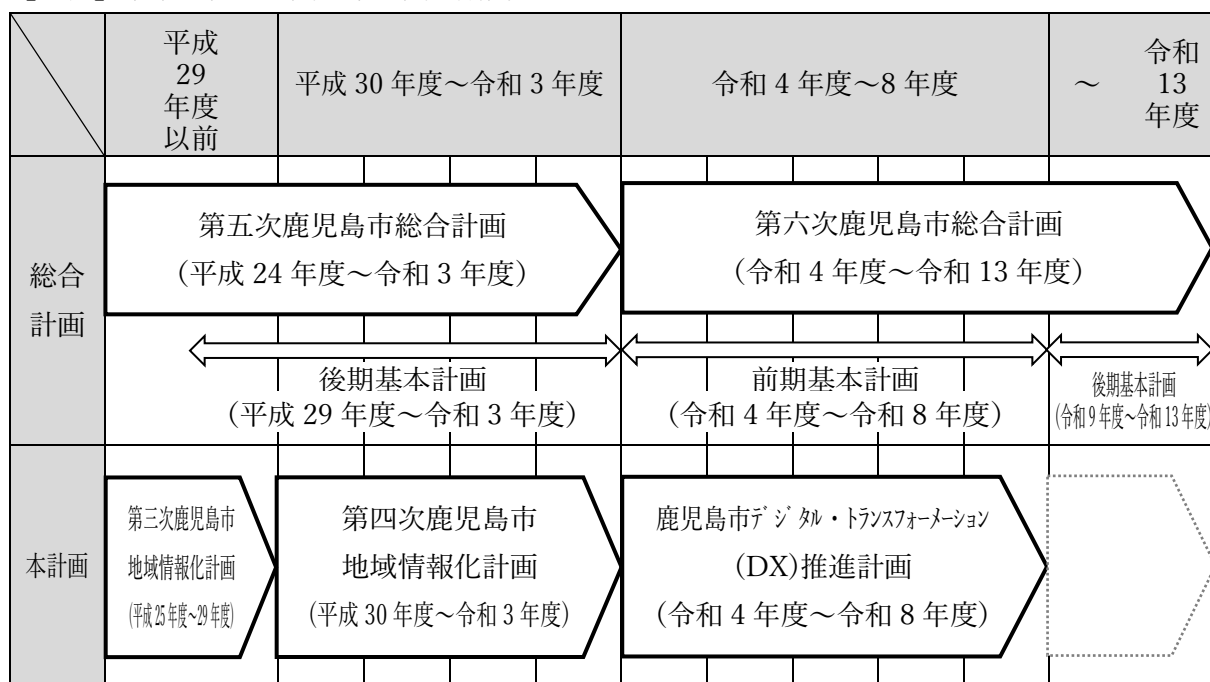 平成
29
年度
以前
平成 30 年度～令和 3 年度
令和 4 年度～8 年度
～
令和
13
年度
総合
計画
第五次鹿児島市総合計画
(平成 24 年度～令和 3 年度)
第六次鹿児島市総合計画
(令和 4 年度～令和 13 年度)
後期基本計画
(平成 29 年度～令和 3 年度)
前期基本計画
(令和 4 年度～令和 8 年度)
後期基本計画
(令和 9 年度～令和 13 年度)
本計画
第三次鹿児島市
地域情報化計画
(平成 25 年度～29 年度)
第四次鹿児島市
地域情報化計画
(平成 30 年度～令和 3 年度)
鹿児島市ﾃﾞｼﾞﾀﾙ・ﾄﾗﾝｽﾌｫｰﾒｰｼｮﾝ
(DX)推進計画
(令和 4 年度～令和 8 年度)